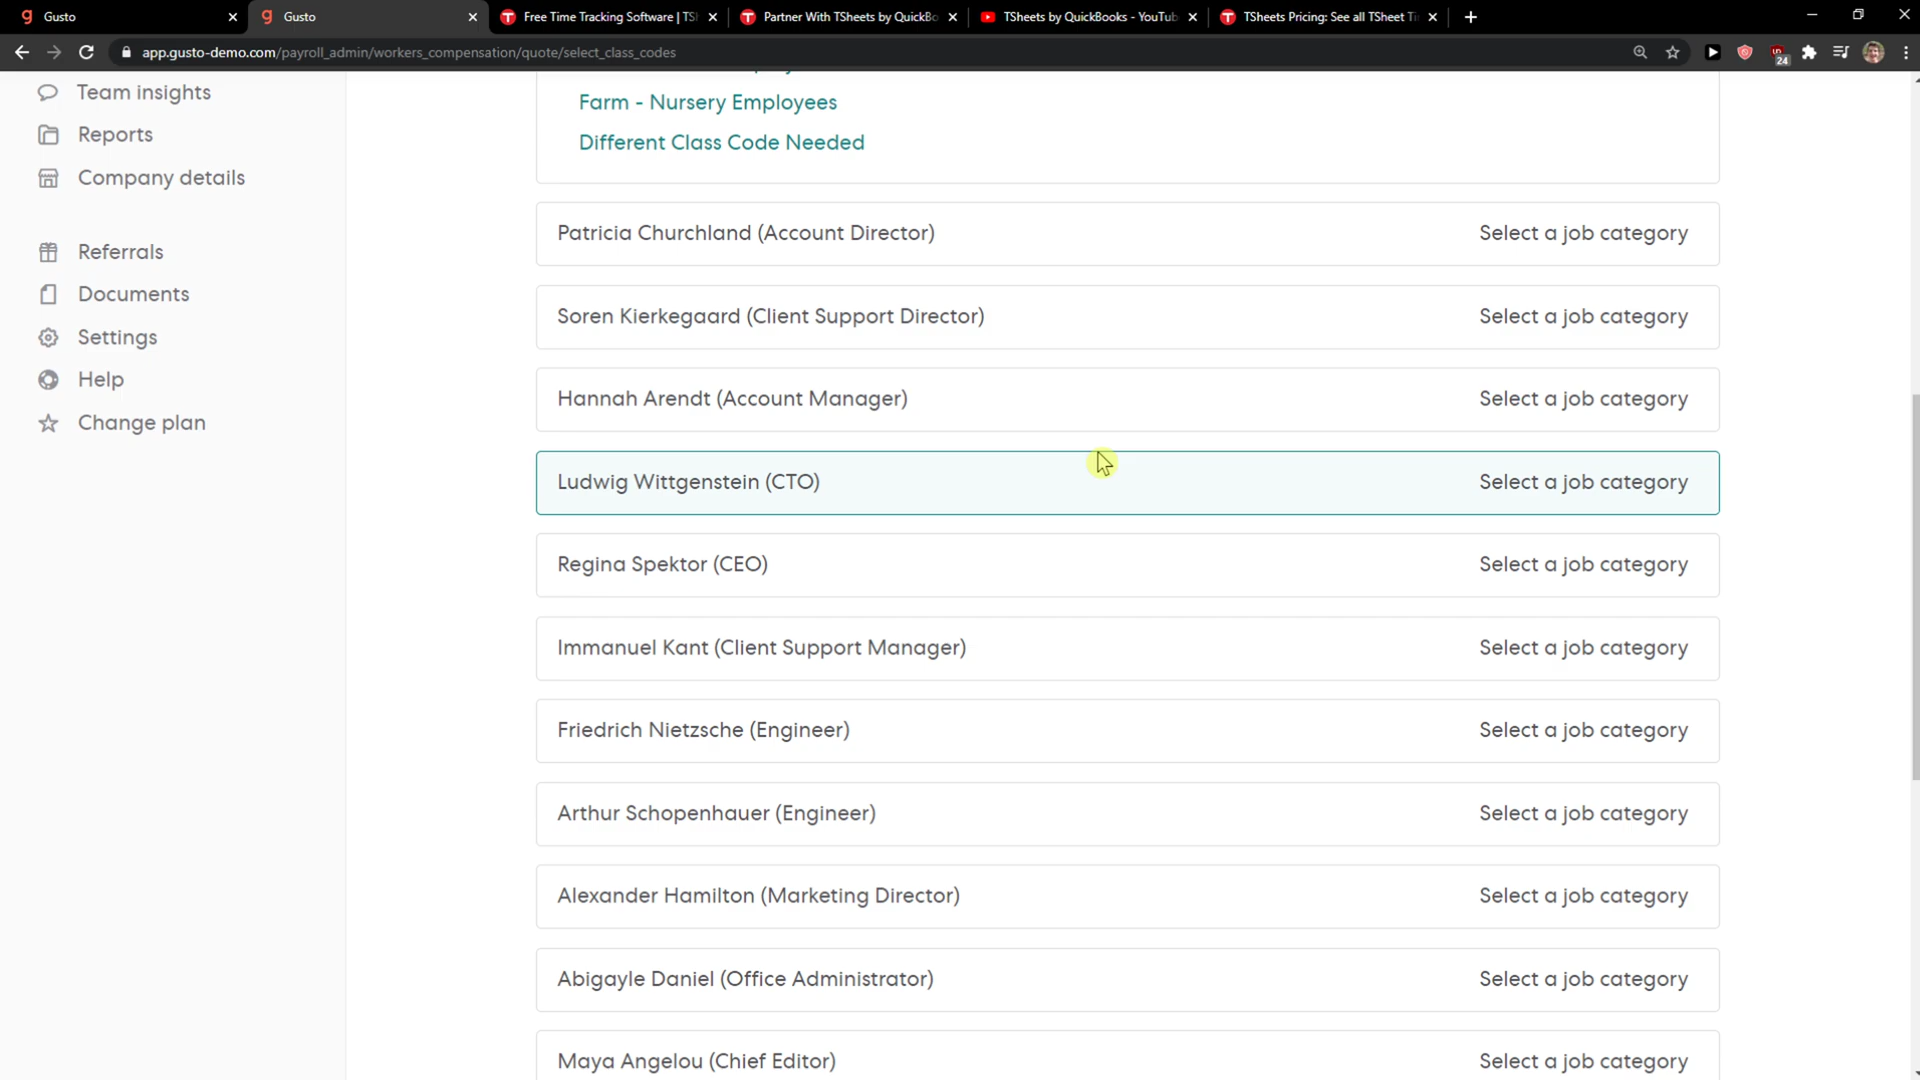 Gusto
Gusto
Free Time Tracking Software | TS
Partner With TSheets by QuickBo
TSheets by QuickBooks - YouTub
TSheets Pricing: See all TSheet Ti
app.gusto-demo.com/payroll_admin/workers_compensation/quote/select_class_codes
24
Team insights
Reports
Company details
Referrals
Documents
Settings
Help
Change plan
Farm - Nursery Employees
Different Class Code Needed
Patricia Churchland (Account Director) Select a job category
Soren Kierkegaard (Client Support Director) Select a job category
Hannah Arendt (Account Manager) Select a job category
Ludwig Wittgenstein (CTO) Select a job category
Regina Spektor (CEO) Select a job category
Immanuel Kant (Client Support Manager) Select a job category
Friedrich Nietzsche (Engineer) Select a job category
Arthur Schopenhauer (Engineer) Select a job category
Alexander Hamilton (Marketing Director) Select a job category
Abigayle Daniel (Office Administrator) Select a job category
Maya Angelou (Chief Editor) Select a job category